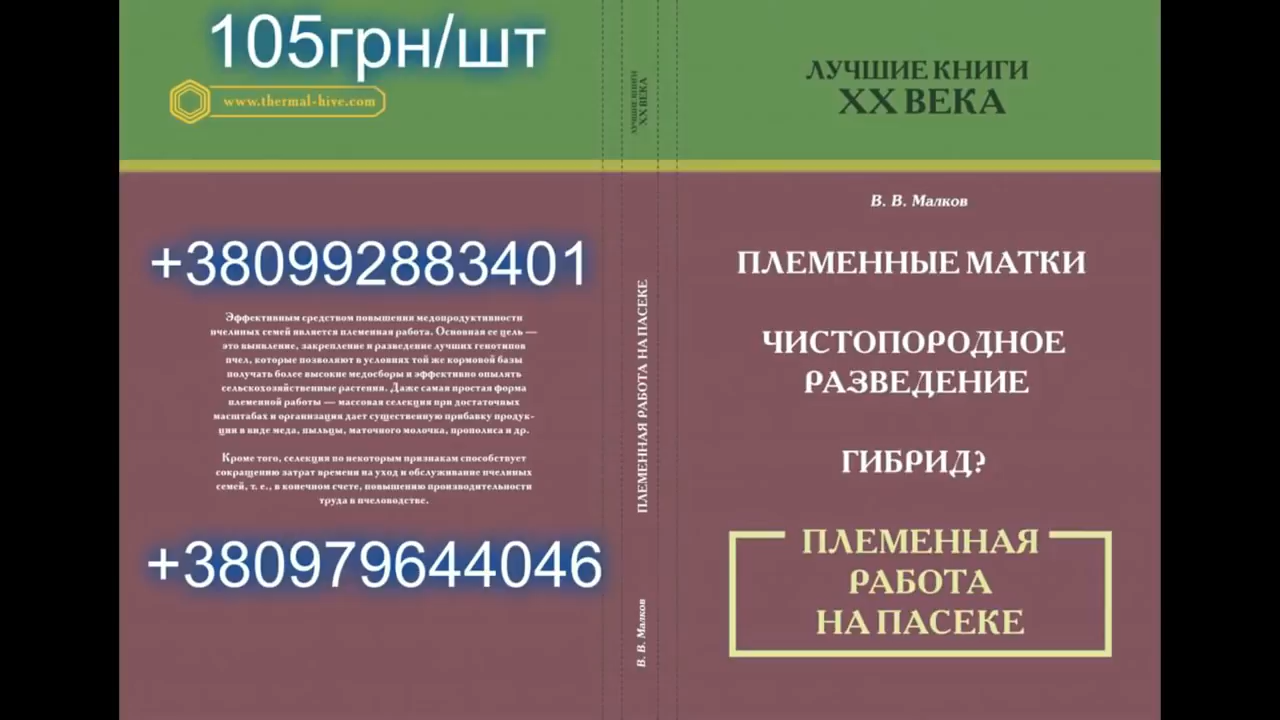 105грн/шт
www.thermal-hive.com
+380992883401
Эффективным средством повышения медопродуктивности
пчелиных семей является племенная работа. Основная ее цель —
это выявление, закрепление и разведение лучших генотипов
пчел, которые позволяют в условиях той же кормовой базы
получать более высокие медосборы и эффективно опылять
сельскохозяйственные растения. Даже самая простая форма
племенной работы — массовая селекция при достаточных
масштабах и организация дает существенную прибавку продук-
ции в виде меда, пыльцы, маточного молочка, прополиса и др.
Кроме того, селекция по некоторым признакам способствует
сокращению затрат времени на уход и обслуживание пчелиных
семей, т. е., в конечном счете, повышению производительности
труда в пчеловодстве.
+380979644046
ЛУЧШИЕ КНИГИ
XX ВЕКА
ПЛЕМЕННАЯ РАБОТА НА ПАСЕКЕ
В. В. Малков
ЛУЧШИЕ КНИГИ
XX ВЕКА
В. В. Малков
ПЛЕМЕННЫЕ МАТКИ
ЧИСТОПОРОДНОЕ
РАЗВЕДЕНИЕ
ГИБРИД?
ПЛЕМЕННАЯ
РАБОТА
НА ПАСЕКЕ